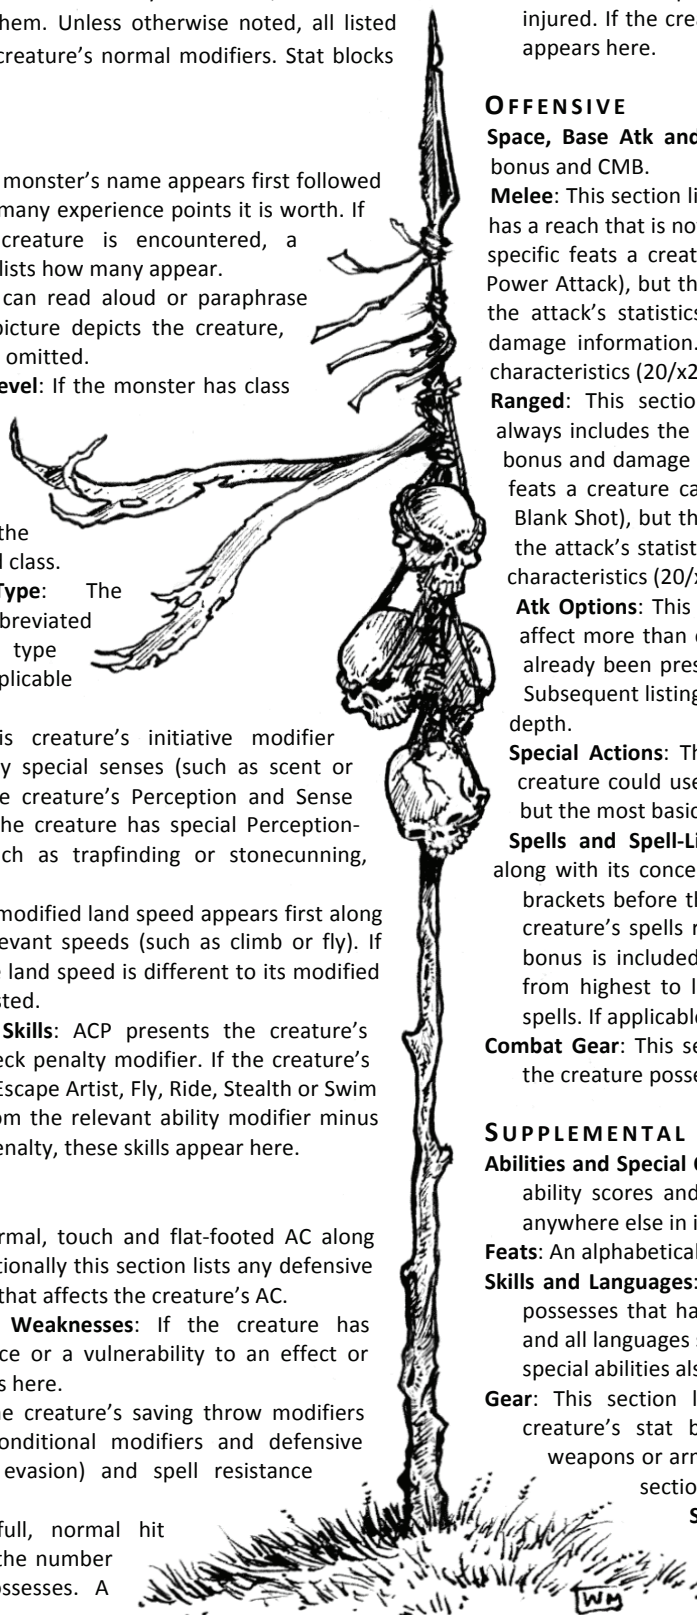 hem. Unless otherwise noted, all listed
creature's normal modifiers. Stat blocks
monster's name appears first followed
many experience points it is worth. If
creature is encountered, a
lists how many appear.
can read aloud or paraphrase
picture depicts the creature,
omitted.
evel: If the monster has class
the
class.
Type: The
breviated
type
plicable
is creature's initiative modifier
y special senses (such as scent or
e creature's Perception and Sense
he creature has special Perception-
ch as trapfinding or stonecunning,
modified land speed appears first along
evant speeds (such as climb or fly). If
e land speed is different to its modified
sted.
Skills: ACP presents the creature's
eck penalty modifier. If the creature's
Escape Artist, Fly, Ride, Stealth or Swim
om the relevant ability modifier minus
enalty, these skills appear here.
rmal, touch and flat-footed AC along
tionally this section lists any defensive
that affects the creature's AC.
Weaknesses: If the creature has
ce or a vulnerability to an effect or
s here.
he creature's saving throw modifiers
onditional modifiers and defensive
evasion) and spell resistance
full, normal hit
the number
ossesses. A
injured. If the crea
appears here.
OFFENSIVE
Space, Base Atk and
bonus and CMB.
Melee: This section li
has a reach that is no
specific feats a creat
Power Attack), but th
the attack's statistics
damage information.
characteristics (20/x2
Ranged: This sectio
always includes the
bonus and damage
feats a creature ca
Blank Shot), but th
the attack's statist
characteristics (20/x
Atk Options: This
affect more than
already been pres
Subsequent listing
depth.
Special Actions: Th
creature could use
but the most basic
Spells and Spell-Li
along with its conce
brackets before th
creature's spells r
bonus is included
from highest to l
spells. If applicable
Combat Gear: This se
the creature posse
SUPPLEMENTAL
Abilities and Special
ability scores and
anywhere else in i
Feats: An alphabetical
Skills and Languages:
possesses that ha
and all languages s
special abilities als
Gear: This section l
creature's stat b
weapons or arm
sectio
S
WM